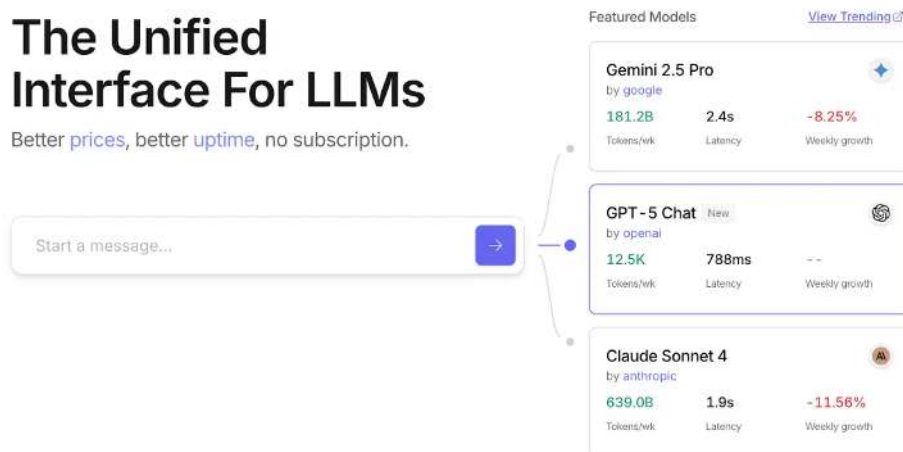 The Unified
Interface For LLMs
Better prices, better uptime, no subscription.
Start a message...
Featured Models
View Trending
Gemini 2.5 Pro
by google
181.2B 2.4s -8.25%
Tokens/wk Latency Weekly growth
GPT-5 Chat New
by openai
12.5K 788ms --
Tokens/wk Latency Weekly growth
Claude Sonnet 4
by anthropic
639.0B 1.9s -11.56%
Tokens/wk Latency Weekly growth